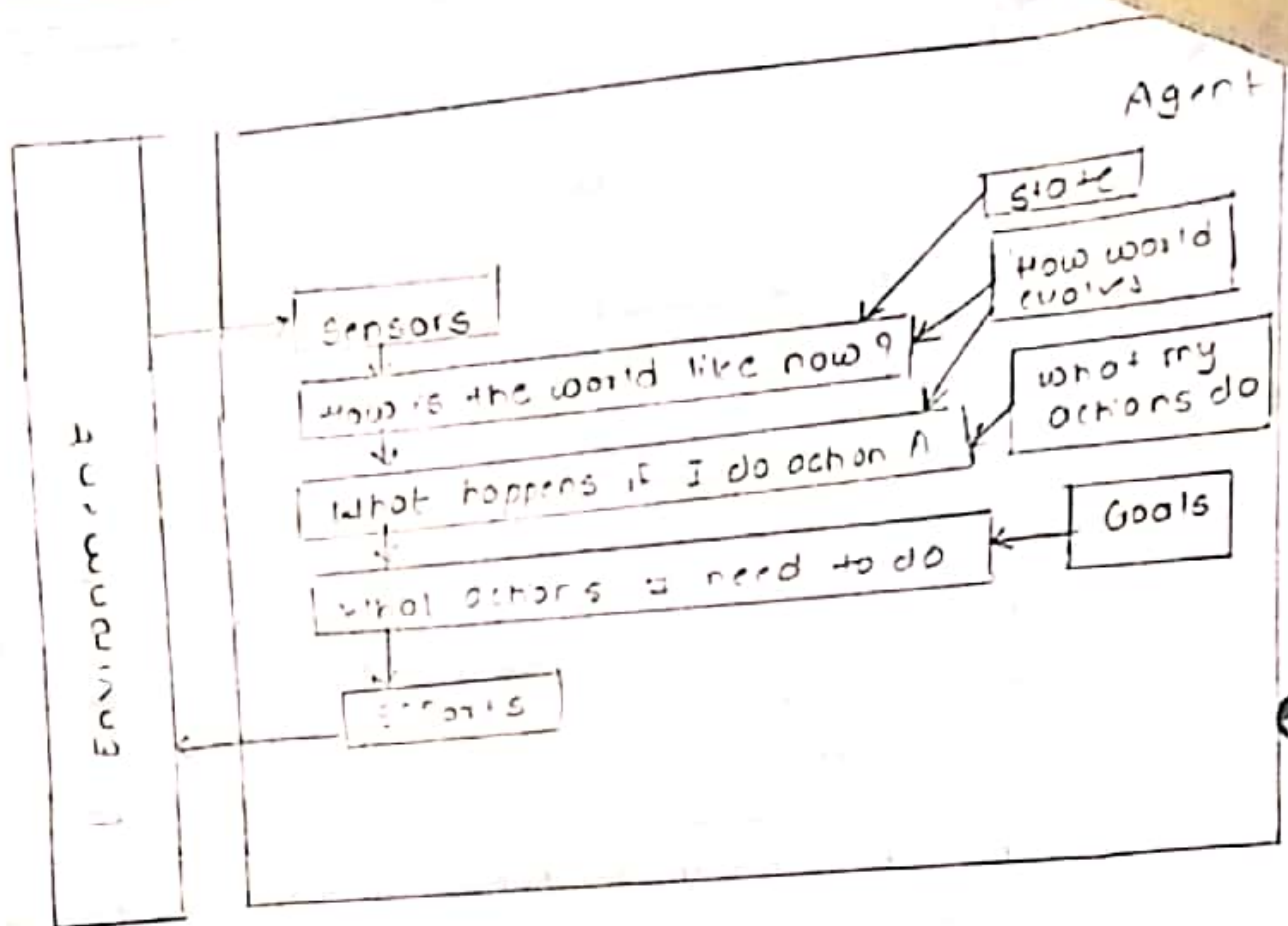 Agent
State
How world
evolves
Sensors
How is the world like now?
What my
actions do
What happens if I do action A
Goals
What actions I need to do